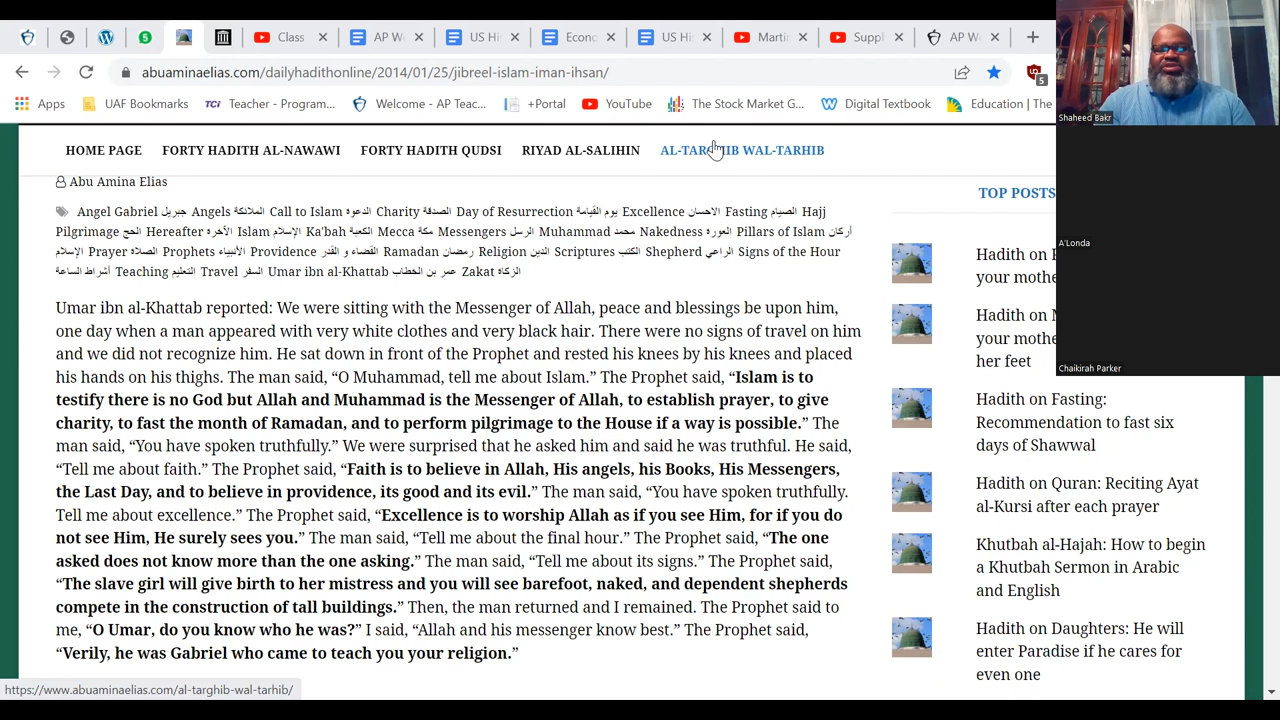 Class
AP We
US His
Econo
US His
Martin
Suppl
AP We
abuaminaelias.com/dailyhadithonline/2014/01/25/jibreel-islam-iman-ihsan/
5
Apps
UAF Bookmarks
TCi Teacher - Program...
Welcome - AP Teac...
+Portal
YouTube
The Stock Market G...
Digital Textbook
Education | The
Shaheed Bakr
A'Londa
Chaikirah Parker
HOME PAGE FORTY HADITH AL-NAWAWI FORTY HADITH QUDSI RIYAD AL-SALIHIN AL-TARGHIB WAL-TARHIB
Abu Amina Elias
Angel Gabriel جبريل Angels الملائكة Call to Islam الدعوة Charity الصدقة Day of Resurrection يوم القيامة Excellence الاحسان Fasting الصيام Hajj
Pilgrimage الحج Hereafter الآخرة Islam الإسلام Ka'bah الكعبة Mecca مكة Messengers الرسل Muhammad محمد Nakedness العورة Pillars of Islam أركان
الإسلام Prayer الصلاة Prophets الأنبياء Providence القضاء و القدر Ramadan رمضان Religion الدين Scriptures الكتب Shepherd الراعي Signs of the Hour
أشراط الساعة Teaching التعليم Travel السفر Umar ibn al-Khattab عمر بن الخطاب Zakat الزكاة
Umar ibn al-Khattab reported: We were sitting with the Messenger of Allah, peace and blessings be upon him,
one day when a man appeared with very white clothes and very black hair. There were no signs of travel on him
and we did not recognize him. He sat down in front of the Prophet and rested his knees by his knees and placed
his hands on his thighs. The man said, “O Muhammad, tell me about Islam.” The Prophet said, “Islam is to
testify there is no God but Allah and Muhammad is the Messenger of Allah, to establish prayer, to give
charity, to fast the month of Ramadan, and to perform pilgrimage to the House if a way is possible.” The
man said, “You have spoken truthfully.” We were surprised that he asked him and said he was truthful. He said,
“Tell me about faith.” The Prophet said, “Faith is to believe in Allah, His angels, his Books, His Messengers,
the Last Day, and to believe in providence, its good and its evil.” The man said, “You have spoken truthfully.
Tell me about excellence.” The Prophet said, “Excellence is to worship Allah as if you see Him, for if you do
not see Him, He surely sees you.” The man said, “Tell me about the final hour.” The Prophet said, “The one
asked does not know more than the one asking.” The man said, “Tell me about its signs.” The Prophet said,
“The slave girl will give birth to her mistress and you will see barefoot, naked, and dependent shepherds
compete in the construction of tall buildings.” Then, the man returned and I remained. The Prophet said to
me, “O Umar, do you know who he was?” I said, “Allah and his messenger know best.” The Prophet said,
“Verily, he was Gabriel who came to teach you your religion.”
TOP POSTS
Hadith on
your mothe
Hadith on
your mothe
her feet
Hadith on Fasting:
Recommendation to fast six
days of Shawwal
Hadith on Quran: Reciting Ayat
al-Kursi after each prayer
Khutbah al-Hajah: How to begin
a Khutbah Sermon in Arabic
and English
Hadith on Daughters: He will
enter Paradise if he cares for
even one
https://www.abuaminaelias.com/al-targhib-wal-tarhib/